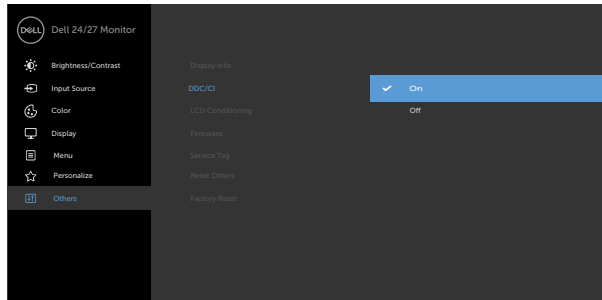 DELL Dell 24/27 Monitor
Brightness/Contrast
Input Source
Color
Display
Menu
Personalize
Others
Display Info
DDC/CI
LCD Conditioning
Firmware
Service Tag
Reset Others
Factory Reset
On
Off